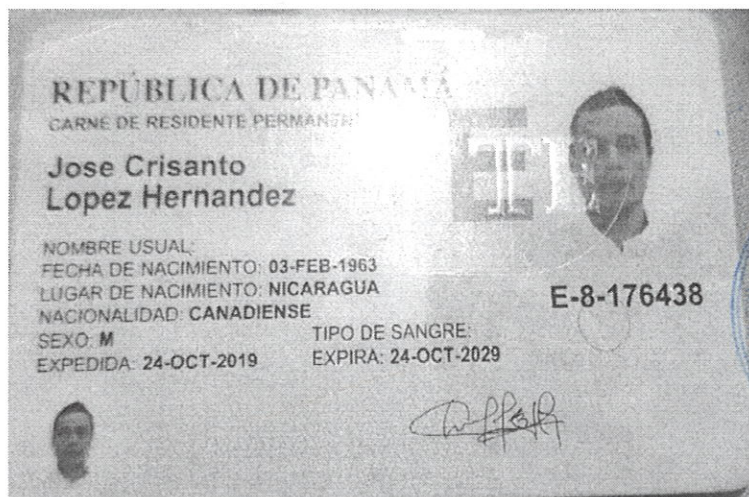 REPÚBLICA DE PANAMÁ
CARNE DE RESIDENTE PERMANENTE
Jose Crisanto
Lopez Hernandez
NOMBRE USUAL:
FECHA DE NACIMIENTO: 03-FEB-1963
LUGAR DE NACIMIENTO: NICARAGUA
NACIONALIDAD: CANADIENSE
SEXO: M TIPO DE SANGRE:
EXPEDIDA: 24-OCT-2019 EXPIRA: 24-OCT-2029
E-8-176438